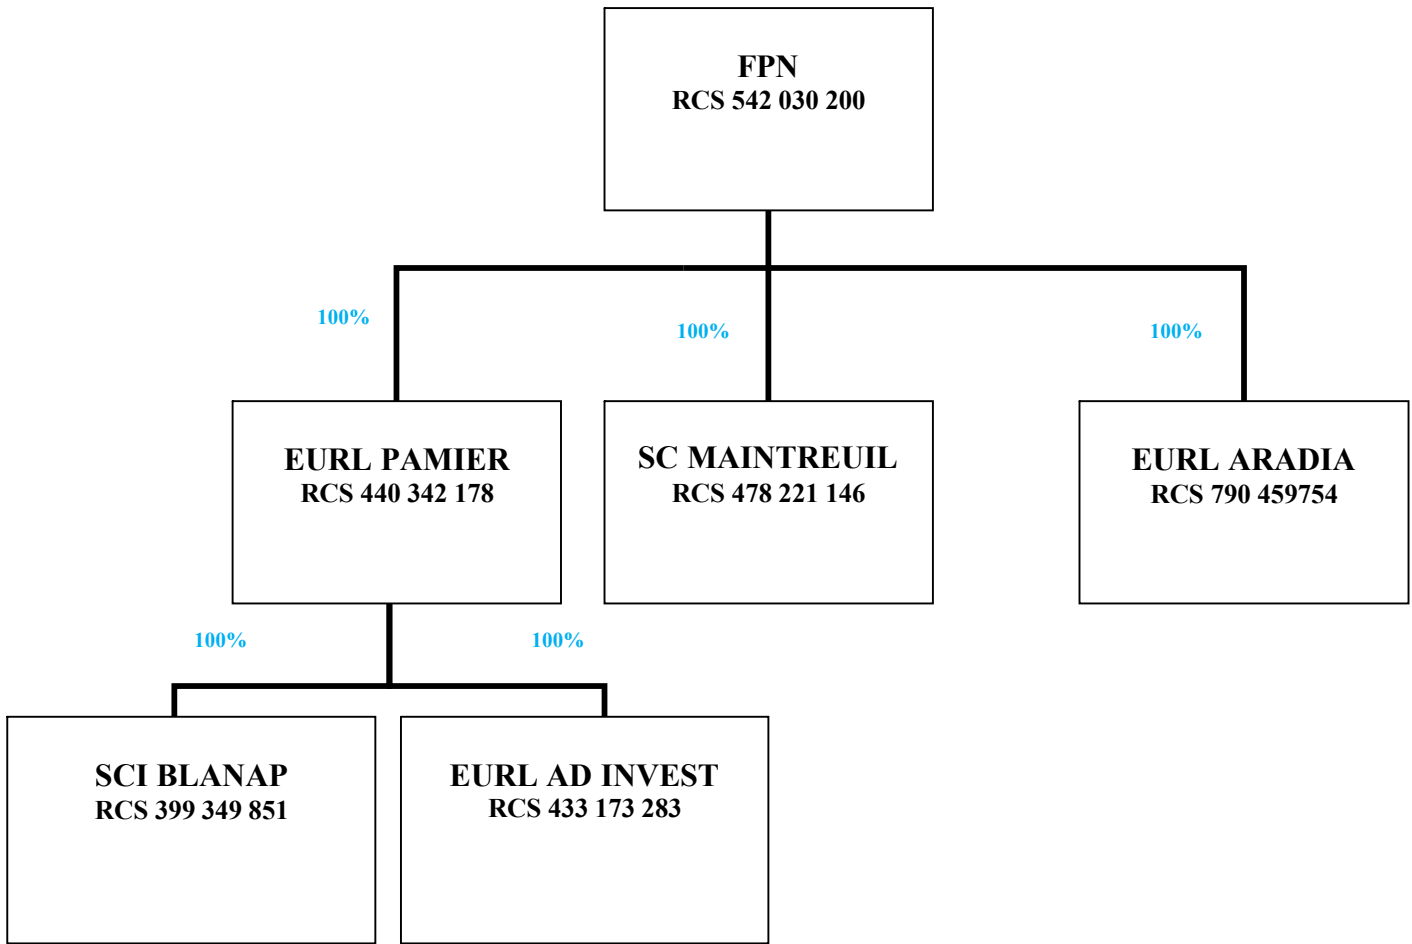 FPN
RCS 542 030 200
100%
100%
100%
EURL PAMIER
RCS 440 342 178
SC MAINTREUIL
RCS 478 221 146
EURL ARADIA
RCS 790 459754
100%
100%
SCI BLANAP
RCS 399 349 851
EURL AD INVEST
RCS 433 173 283